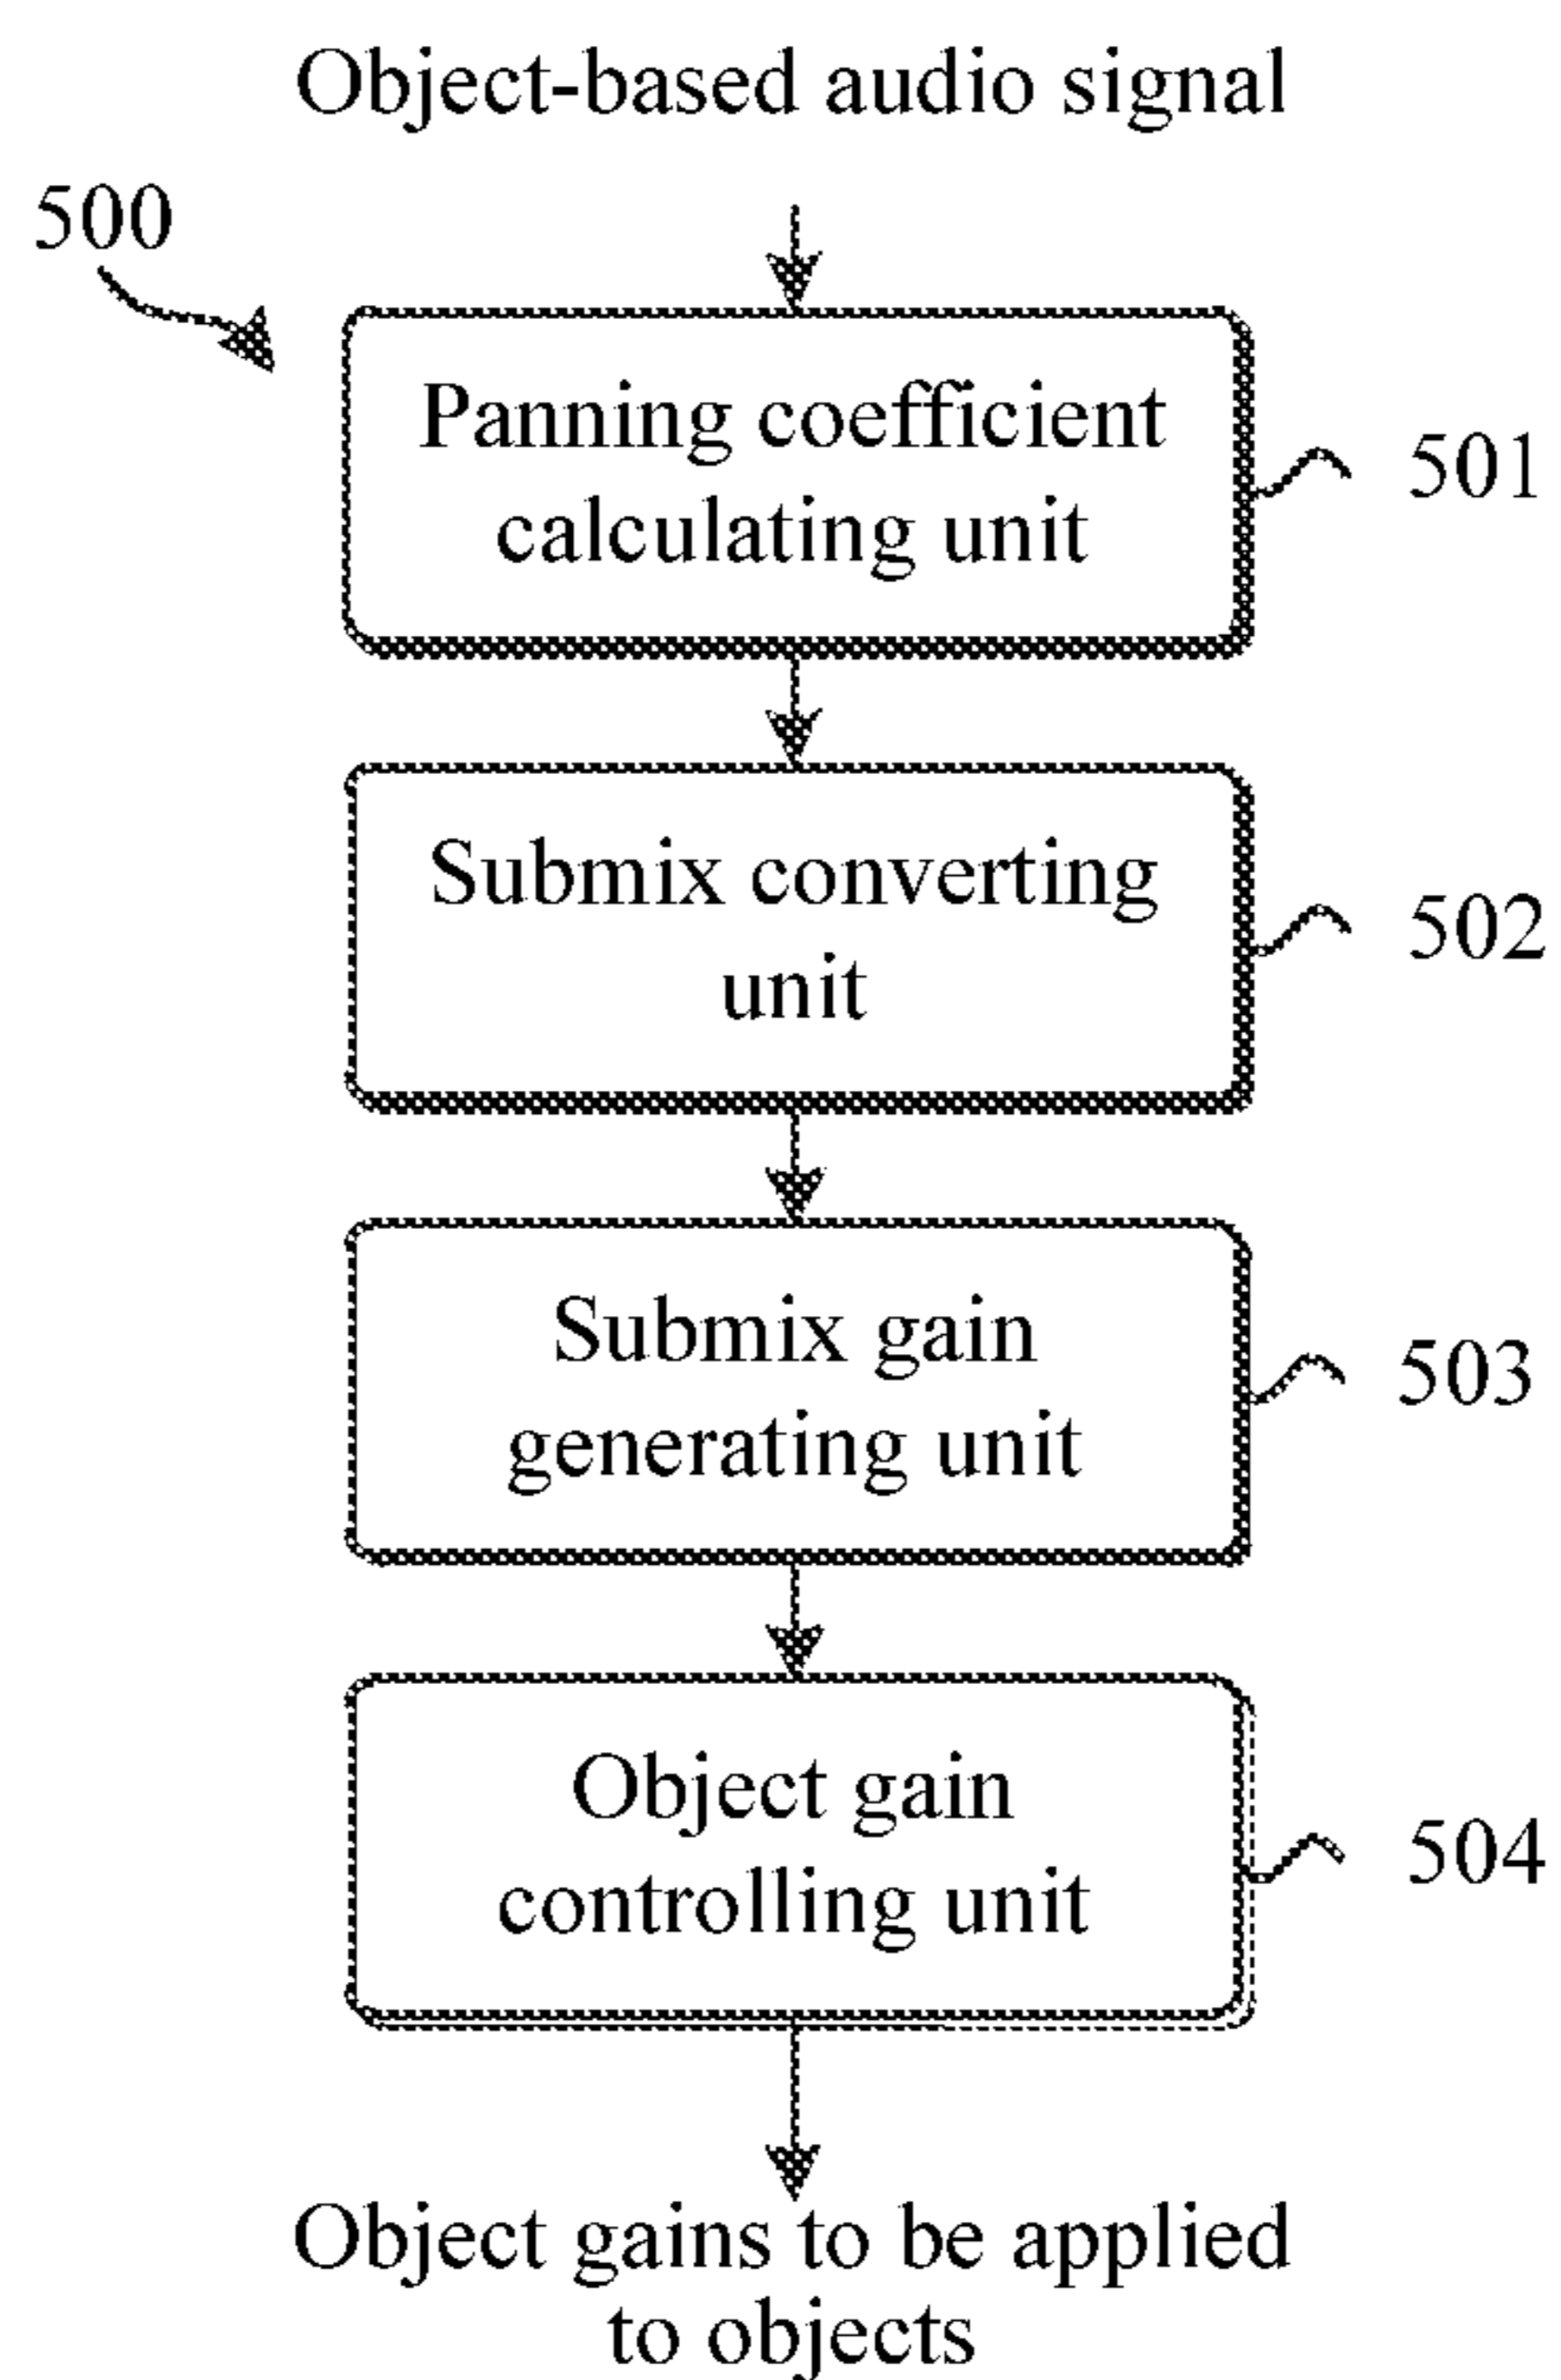 Object-based audio signal
500
Panning coefficient
calculating unit
501
Submix converting
unit
502
Submix gain
generating unit
503
Object gain
controlling unit
504
Object gains to be applied
to objects